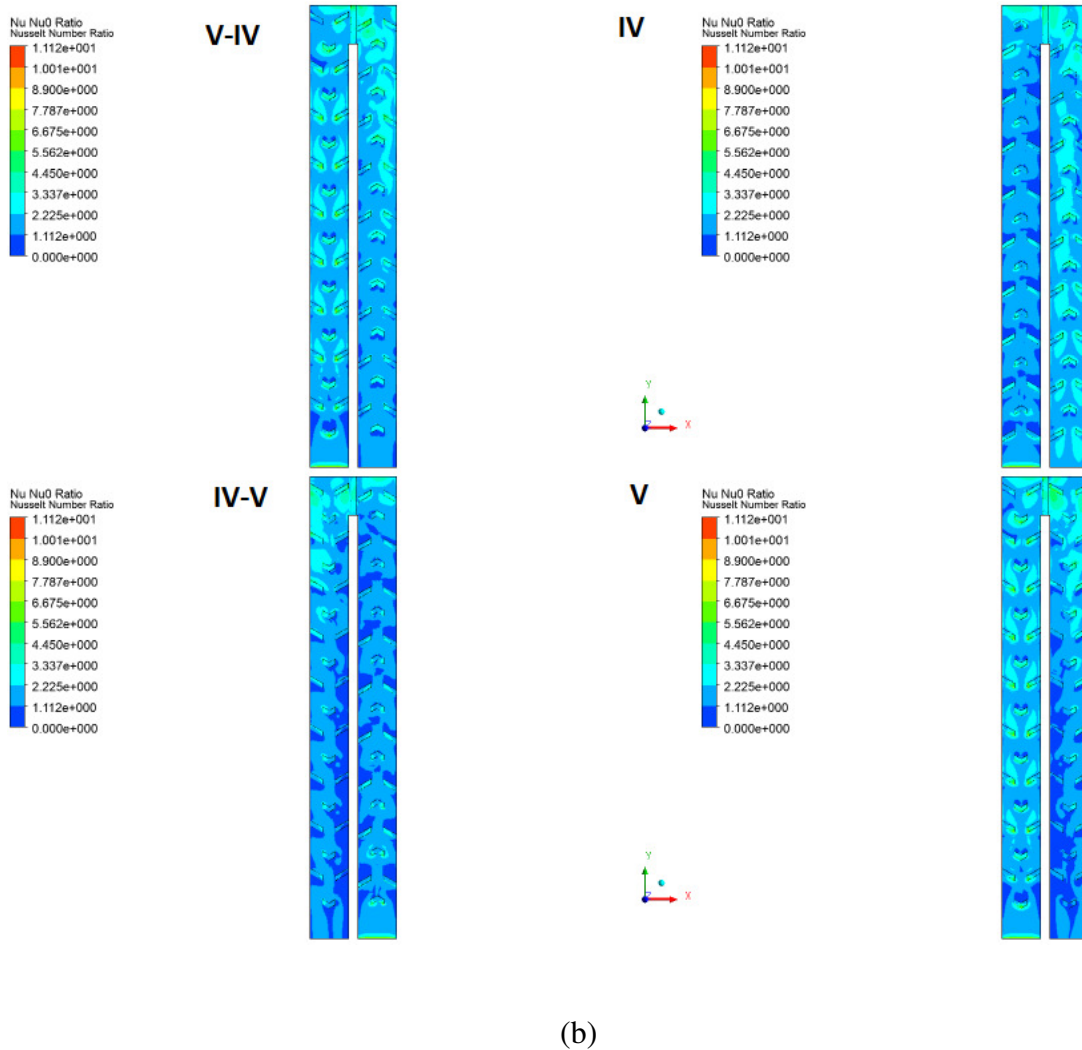 Nu Nu0 Ratio
Nusselt Number Ratio
1.112e+001
1.001e+001
8.900e+000
7.787e+000
6.675e+000
5.562e+000
4.450e+000
3.337e+000
2.225e+000
1.112e+000
0.000e+000
V-IV
Nu Nu0 Ratio
Nusselt Number Ratio
1.112e+001
1.001e+001
8.900e+000
7.787e+000
6.675e+000
5.562e+000
4.450e+000
3.337e+000
2.225e+000
1.112e+000
0.000e+000
IV
Y
Z
X
Nu Nu0 Ratio
Nusselt Number Ratio
1.112e+001
1.001e+001
8.900e+000
7.787e+000
6.675e+000
5.562e+000
4.450e+000
3.337e+000
2.225e+000
1.112e+000
0.000e+000
IV-V
Nu Nu0 Ratio
Nusselt Number Ratio
1.112e+001
1.001e+001
8.900e+000
7.787e+000
6.675e+000
5.562e+000
4.450e+000
3.337e+000
2.225e+000
1.112e+000
0.000e+000
V
Y
Z
X
(b)